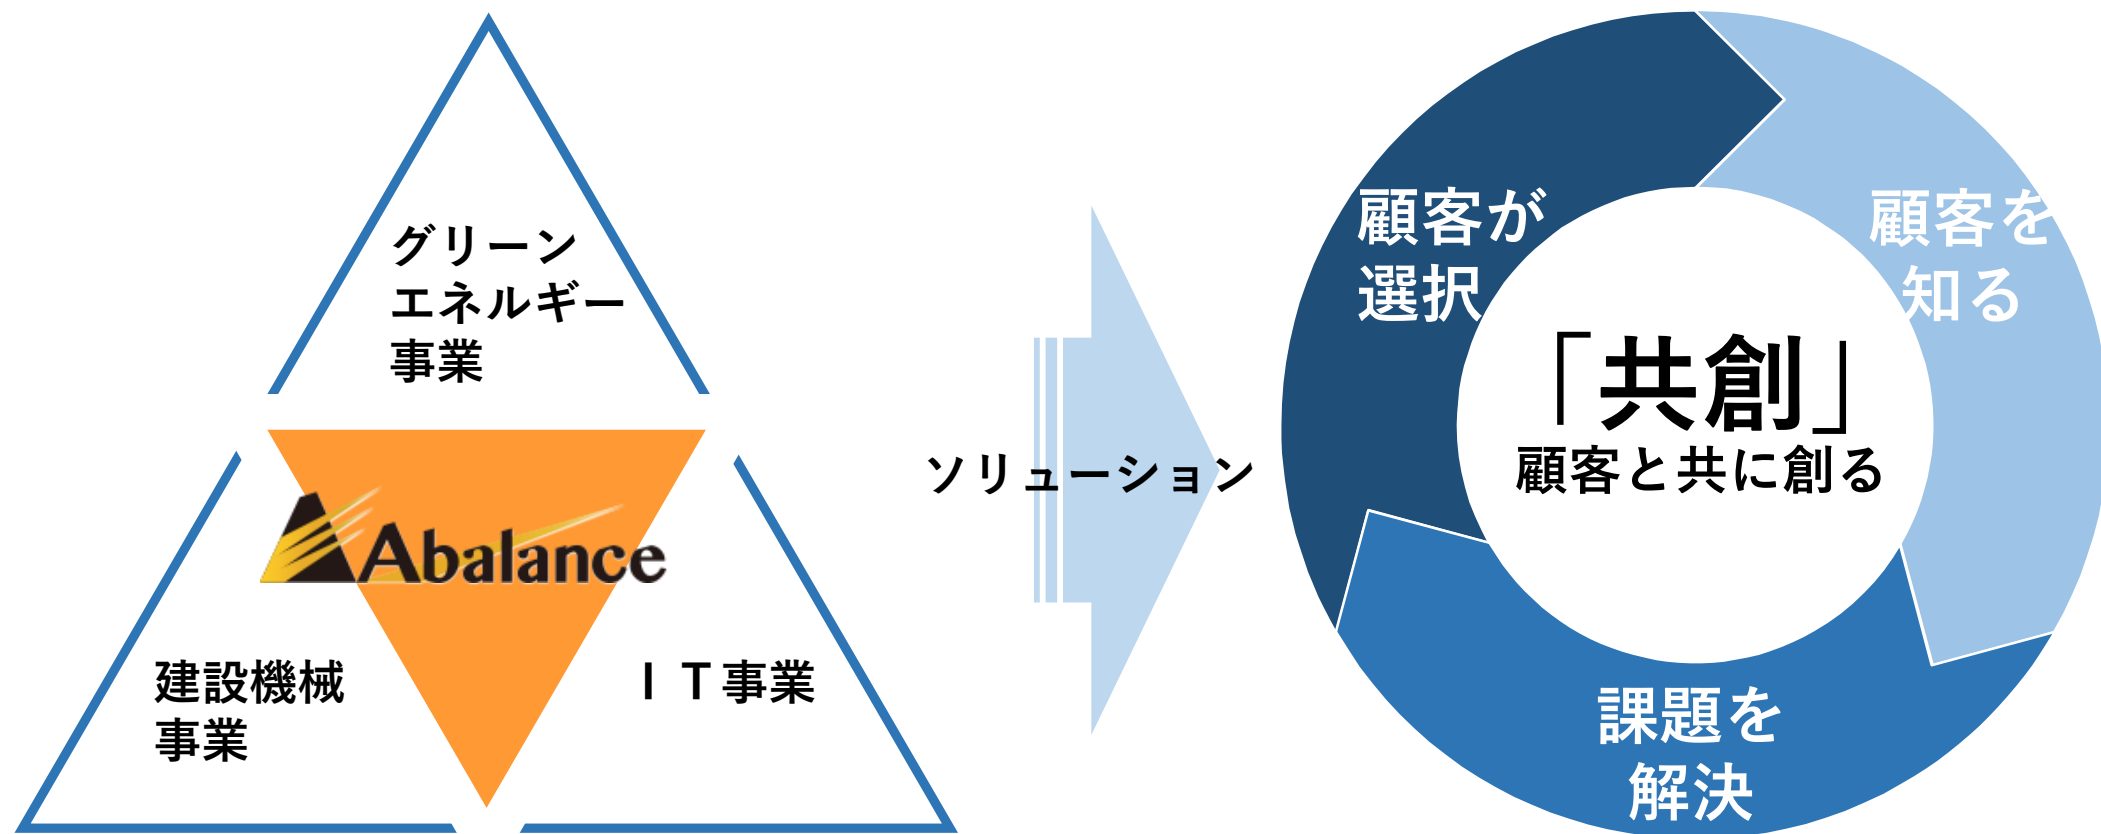 グリーン
エネルギー
事業
Abalance
建設機械
事業
ＩＴ事業
ソリューション
顧客が
選択
顧客を
知る
「共創」
顧客と共に創る
課題を
解決